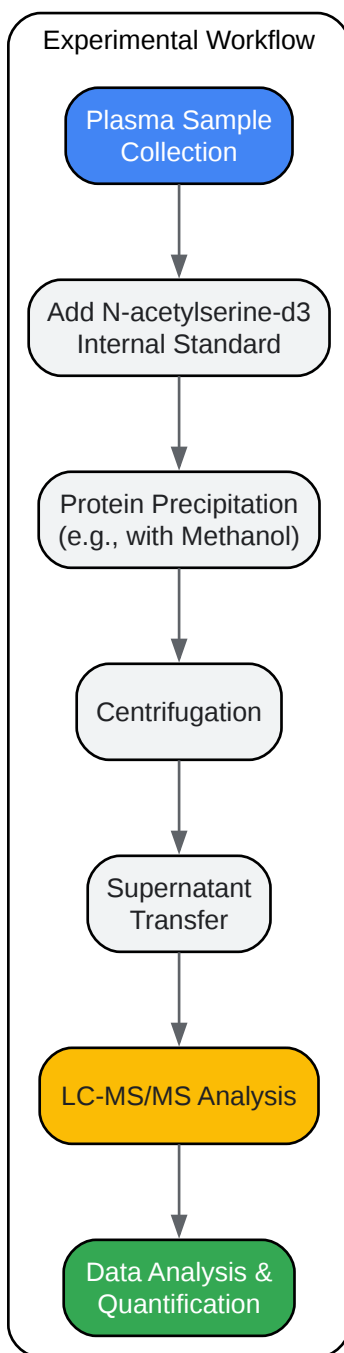 Experimental Workflow
Plasma Sample
Collection
Add N-acetylserine-d3
Internal Standard
Protein Precipitation
(e.g., with Methanol)
Centrifugation
Supernatant
Transfer
LC-MS/MS Analysis
Data Analysis &
Quantification